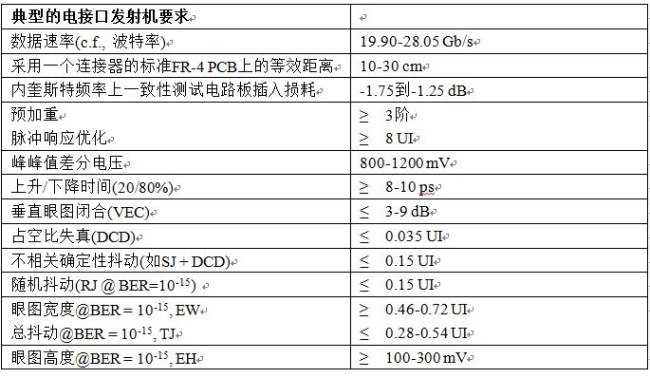 典型的电接口发射机要求
数据速率(c.f., 波特率) 19.90-28.05 Gb/s
采用一个连接器的标准FR-4 PCB上的等效距离 10-30 cm
内奎斯特频率上一致性测试电路板插入损耗 -1.75到-1.25 dB
预加重 ≥ 3阶
脉冲响应优化 ≥ 8 UI
峰峰值差分电压 800-1200 mV
上升/下降时间(20/80%) ≥ 8-10 ps
垂直眼图闭合(VEC) ≤ 3-9 dB
占空比失真(DCD) ≤ 0.035 UI
不相关确定性抖动(如SJ + DCD) ≤ 0.15 UI
随机抖动(RJ @ BER=10⁻¹⁵) ≤ 0.15 UI
眼图宽度@BER = 10⁻¹⁵, EW ≥ 0.46-0.72 UI
总抖动@BER = 10⁻¹⁵, TJ ≤ 0.28-0.54 UI
眼图高度@BER = 10⁻¹⁵, EH ≥ 100-300 mV